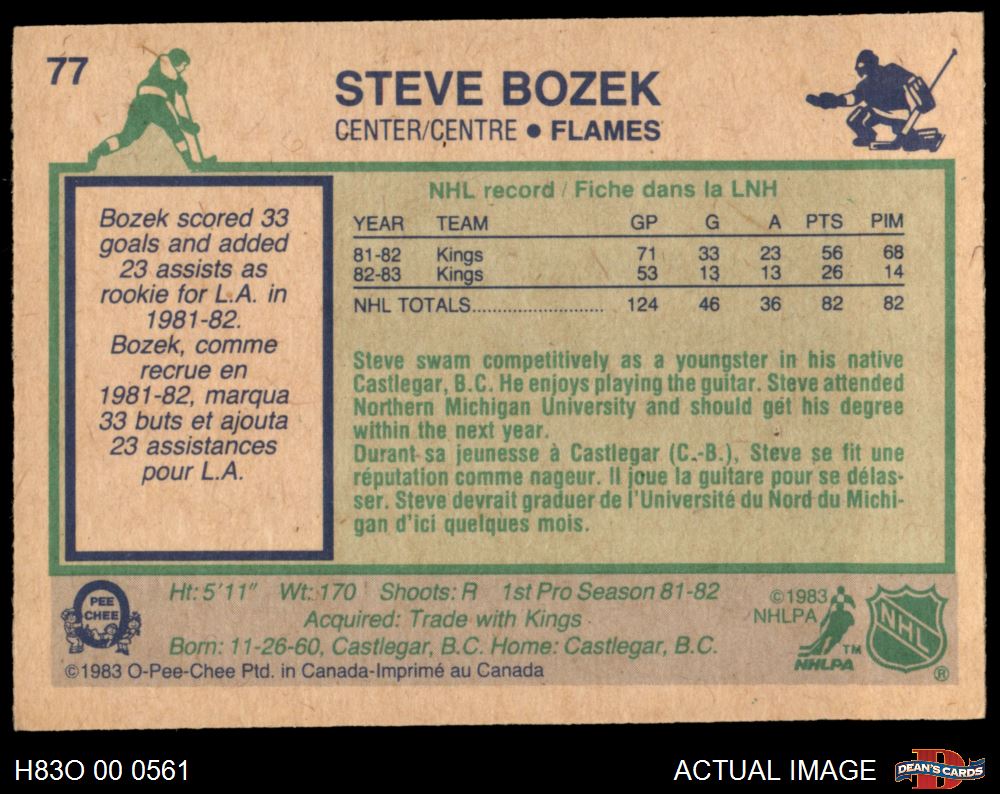 77
STEVE BOZEK
CENTER/CENTRE • FLAMES
Bozek scored 33
goals and added
23 assists as
rookie for L.A. in
1981-82.
Bozek, comme
recrue en
1981-82, marqua
33 buts et ajouta
23 assistances
pour L.A.
NHL record / Fiche dans la LNH
YEAR TEAM GP G A PTS PIM
81-82 Kings 71 33 23 56 68
82-83 Kings 53 13 13 26 14
NHL TOTALS........................ 124 46 36 82 82
Steve swam competitively as a youngster in his native
Castlegar, B.C. He enjoys playing the guitar. Steve attended
Northern Michigan University and should get his degree
within the next year.
Durant sa jeunesse à Castlegar (C.-B.), Steve se fit une
réputation comme nageur. Il joue la guitare pour se délas-
ser. Steve devrait graduer de l'Université du Nord du Michi-
gan d'ici quelques mois.
PEE
CHEE
Ht: 5'11" Wt: 170 Shoots: R 1st Pro Season 81-82
Acquired: Trade with Kings
Born: 11-26-60, Castlegar, B.C. Home: Castlegar, B.C.
©1983 O-Pee-Chee Ptd. in Canada-Imprimé au Canada
©1983
NHLPA
NHLPA TM
NHL ®
H83O 00 0561
ACTUAL IMAGE
DEAN'S CARDS